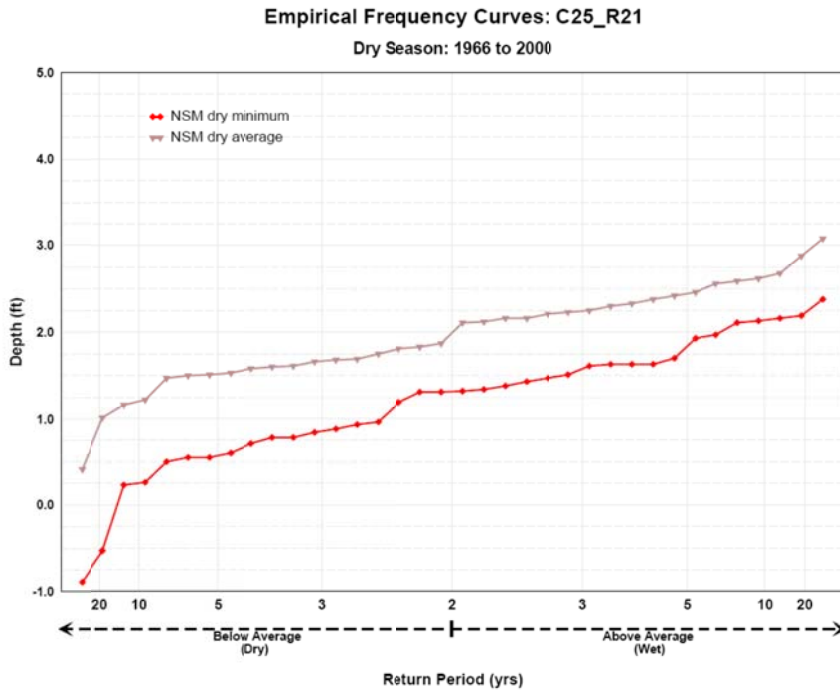 Empirical Frequency Curves: C25_R21
Dry Season: 1966 to 2000
5.0
NSM dry minimum
NSM dry average
4.0
3.0
Depth (ft)
2.0
1.0
0.0
-1.0
20 10 5 3 2 3 5 10 20
Below Average Above Average
(Dry) (Wet)
Return Period (yrs)